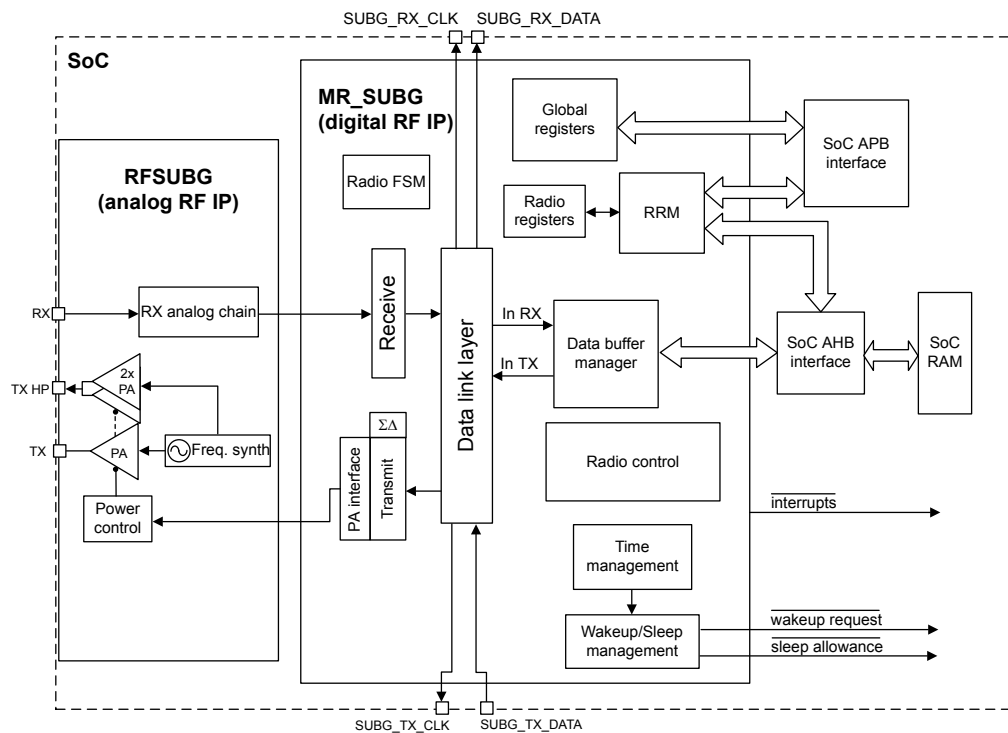 SUBG_RX_CLK
SUBG_RX_DATA
SoC
MR_SUBG
(digital RF IP)
Global
registers
SoC APB
interface
RFSUBG
(analog RF IP)
Radio FSM
Radio
registers
RRM
RX
RX analog chain
Receive
Data link layer
In RX
In TX
Data buffer
manager
SoC AHB
interface
SoC
RAM
TX HP
2x
PA
TX
PA
Freq. synth
Power
control
PA interface
ΣΔ
Transmit
Radio control
interrupts
Time
management
Wakeup/Sleep
management
wakeup request
sleep allowance
SUBG_TX_CLK
SUBG_TX_DATA